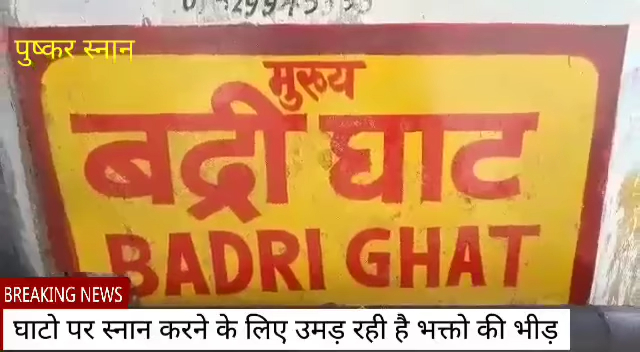 पुष्कर स्नान
मुख्य
बद्री घाट
BADRI GHAT
BREAKING NEWS
घाटो पर स्नान करने के लिए उमड़ रही है भक्तो की भीड़